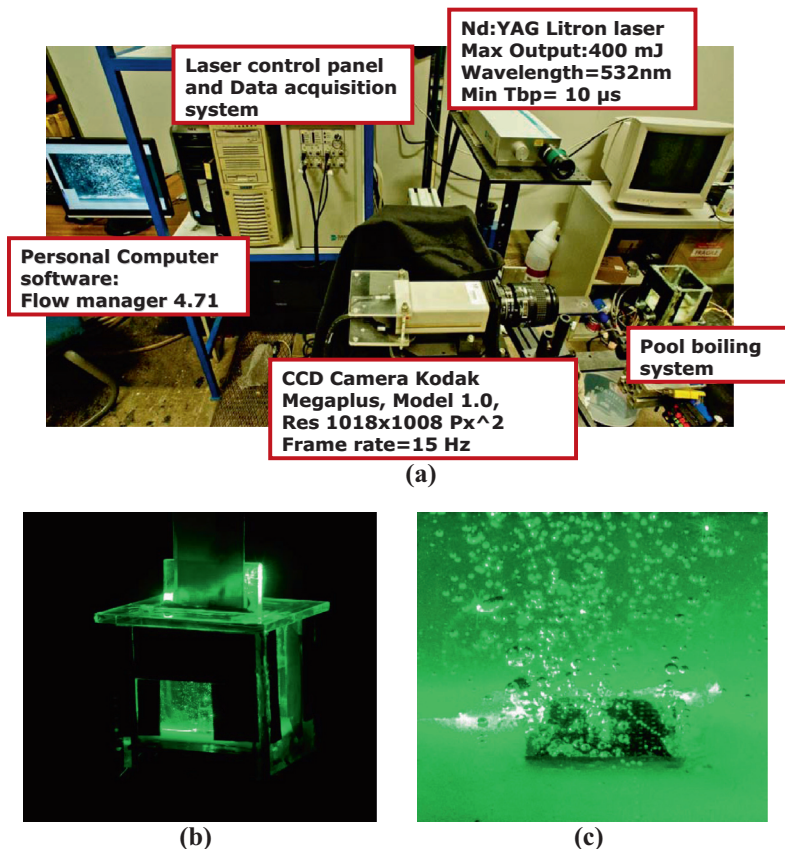 Nd:YAG Litron laser
Max Output:400 mJ
Wavelength=532nm
Min Tbp= 10 µs
Laser control panel
and Data acquisition
system
Personal Computer
software:
Flow manager 4.71
Pool boiling
system
CCD Camera Kodak
Megaplus, Model 1.0,
Res 1018x1008 Px^2
Frame rate=15 Hz
(a)
(b)
(c)